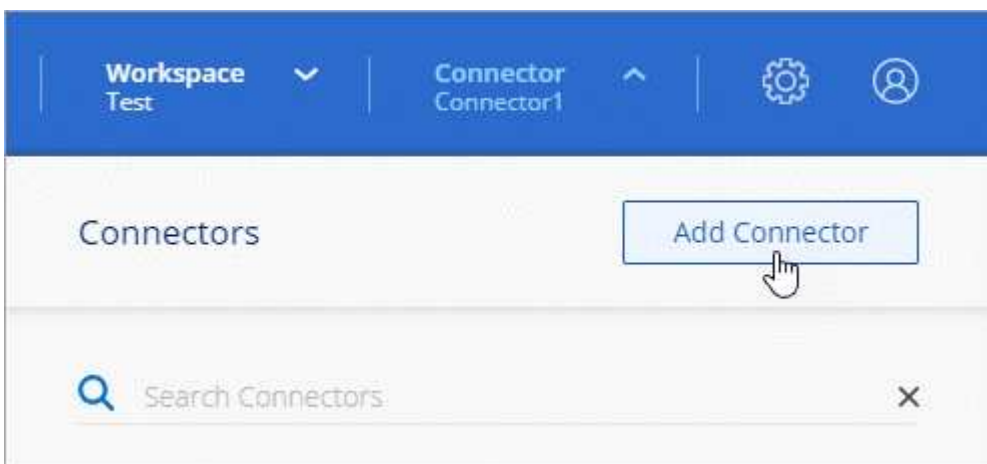 Workspace
Test
Connector
Connector1
Connectors
Add Connector
Search Connectors